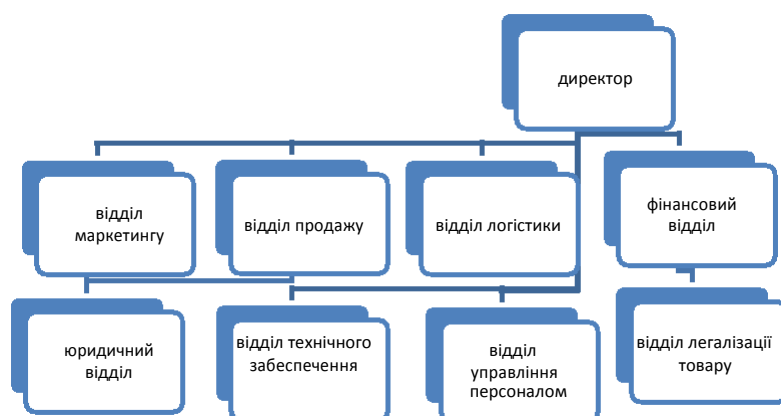 директор
відділ
маркетингу
відділ продажу
відділ логістики
фінансовий
відділ
юридичний
відділ
відділ технічного
забеспечення
відділ
управління
персоналом
відділ легалізації
товару